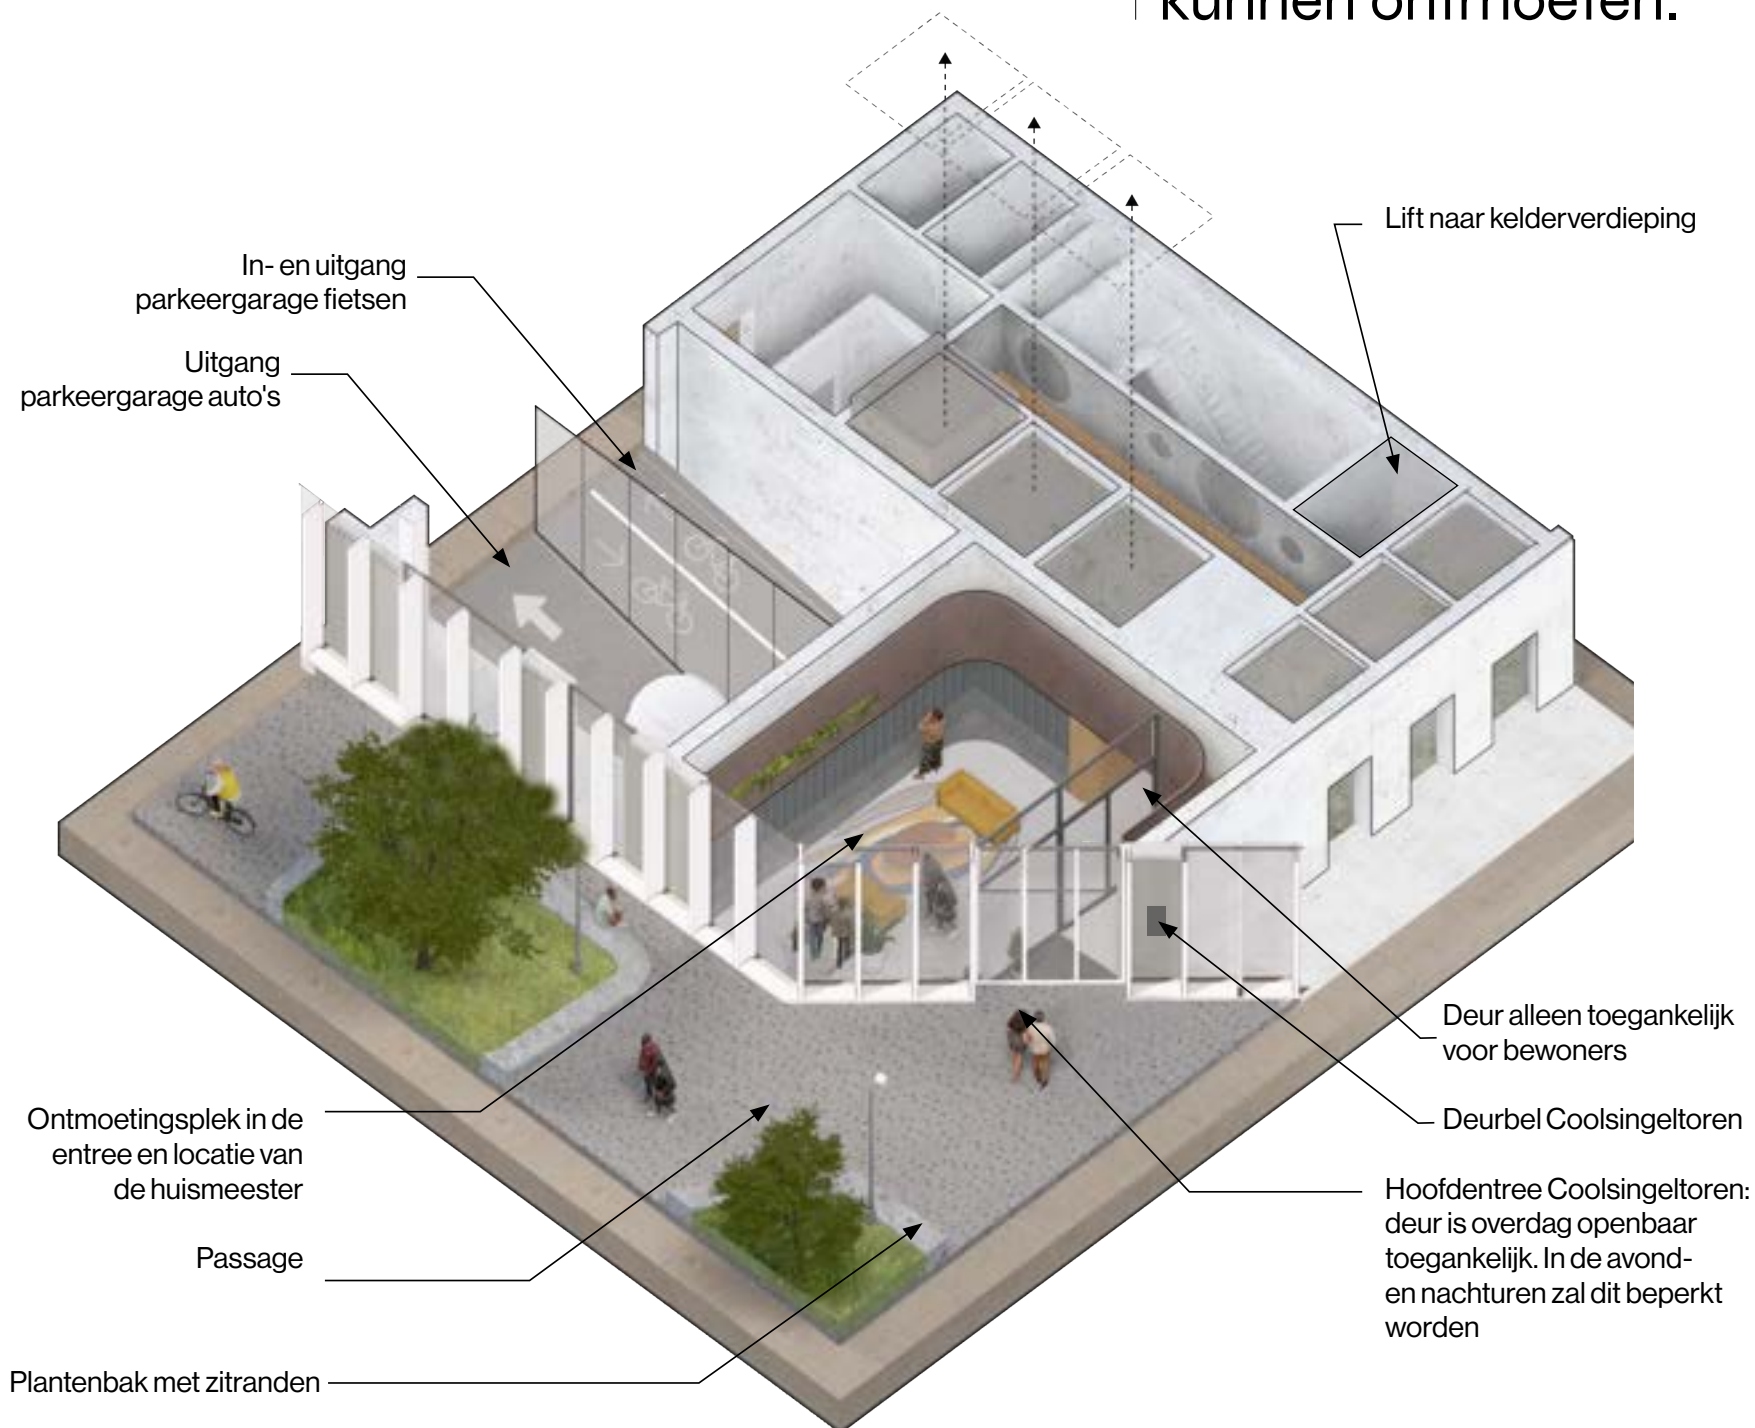 kunnen ontmoeten.
Lift naar kelderverdieping
In- en uitgang
parkeergarage fietsen
Uitgang
parkeergarage auto's
Deur alleen toegankelijk
voor bewoners
Deurbel Coolsingeltoren
Hoofdentree Coolsingeltoren:
deur is overdag openbaar
toegankelijk. In de avond-
en nachturen zal dit beperkt
worden
Ontmoetingsplek in de
entree en locatie van
de huismeester
Passage
Plantenbak met zitranden